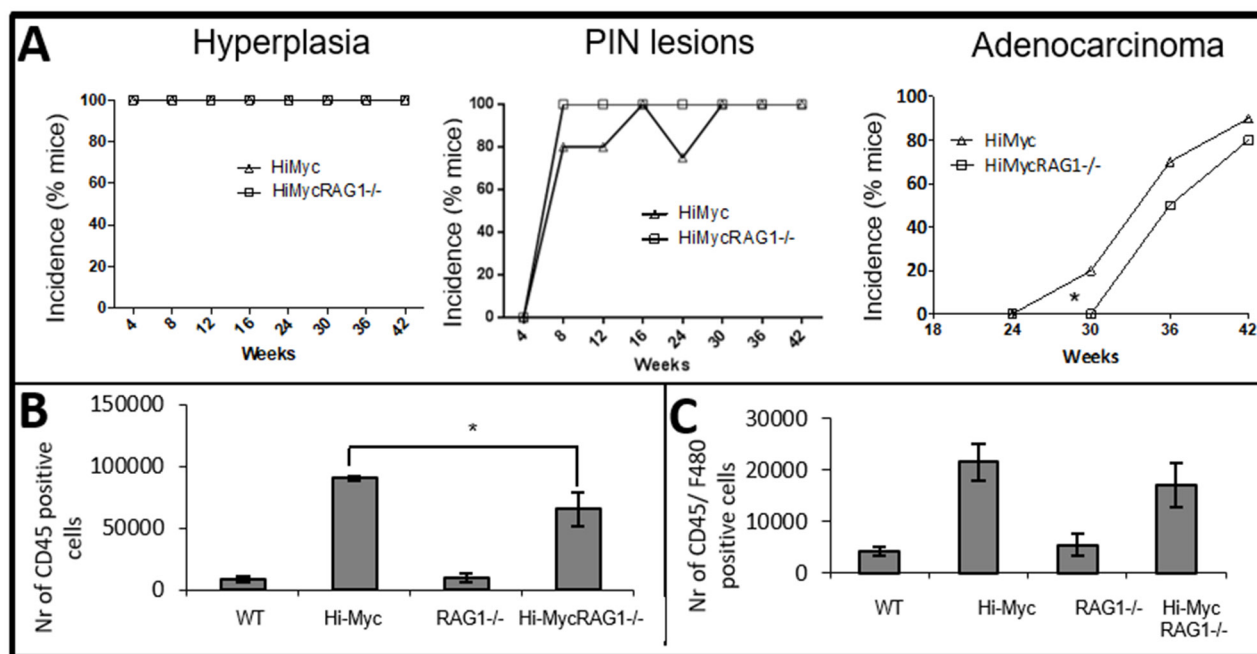 A
Hyperplasia
Incidence (% mice)
100
80
60
40
20
0
HiMyc
HiMycRAG1-/-
4 8 12 16 24 30 36 42
Weeks
PIN lesions
Incidence (% mice)
100
80
60
40
20
0
HiMyc
HiMycRAG1-/-
4 8 12 16 24 30 36 42
Weeks
Adenocarcinoma
Incidence (% mice)
100
80
60
40
20
0
HiMyc
HiMycRAG1-/-
*
18 24 30 36 42
Weeks
B
Nr of CD45 positive
cells
150000
100000
50000
0
*
WT Hi-Myc RAG1-/- Hi-MycRAG1-/-
C
Nr of CD45/ F480
positive cells
30000
20000
10000
0
WT Hi-Myc RAG1-/- Hi-Myc
RAG1-/-